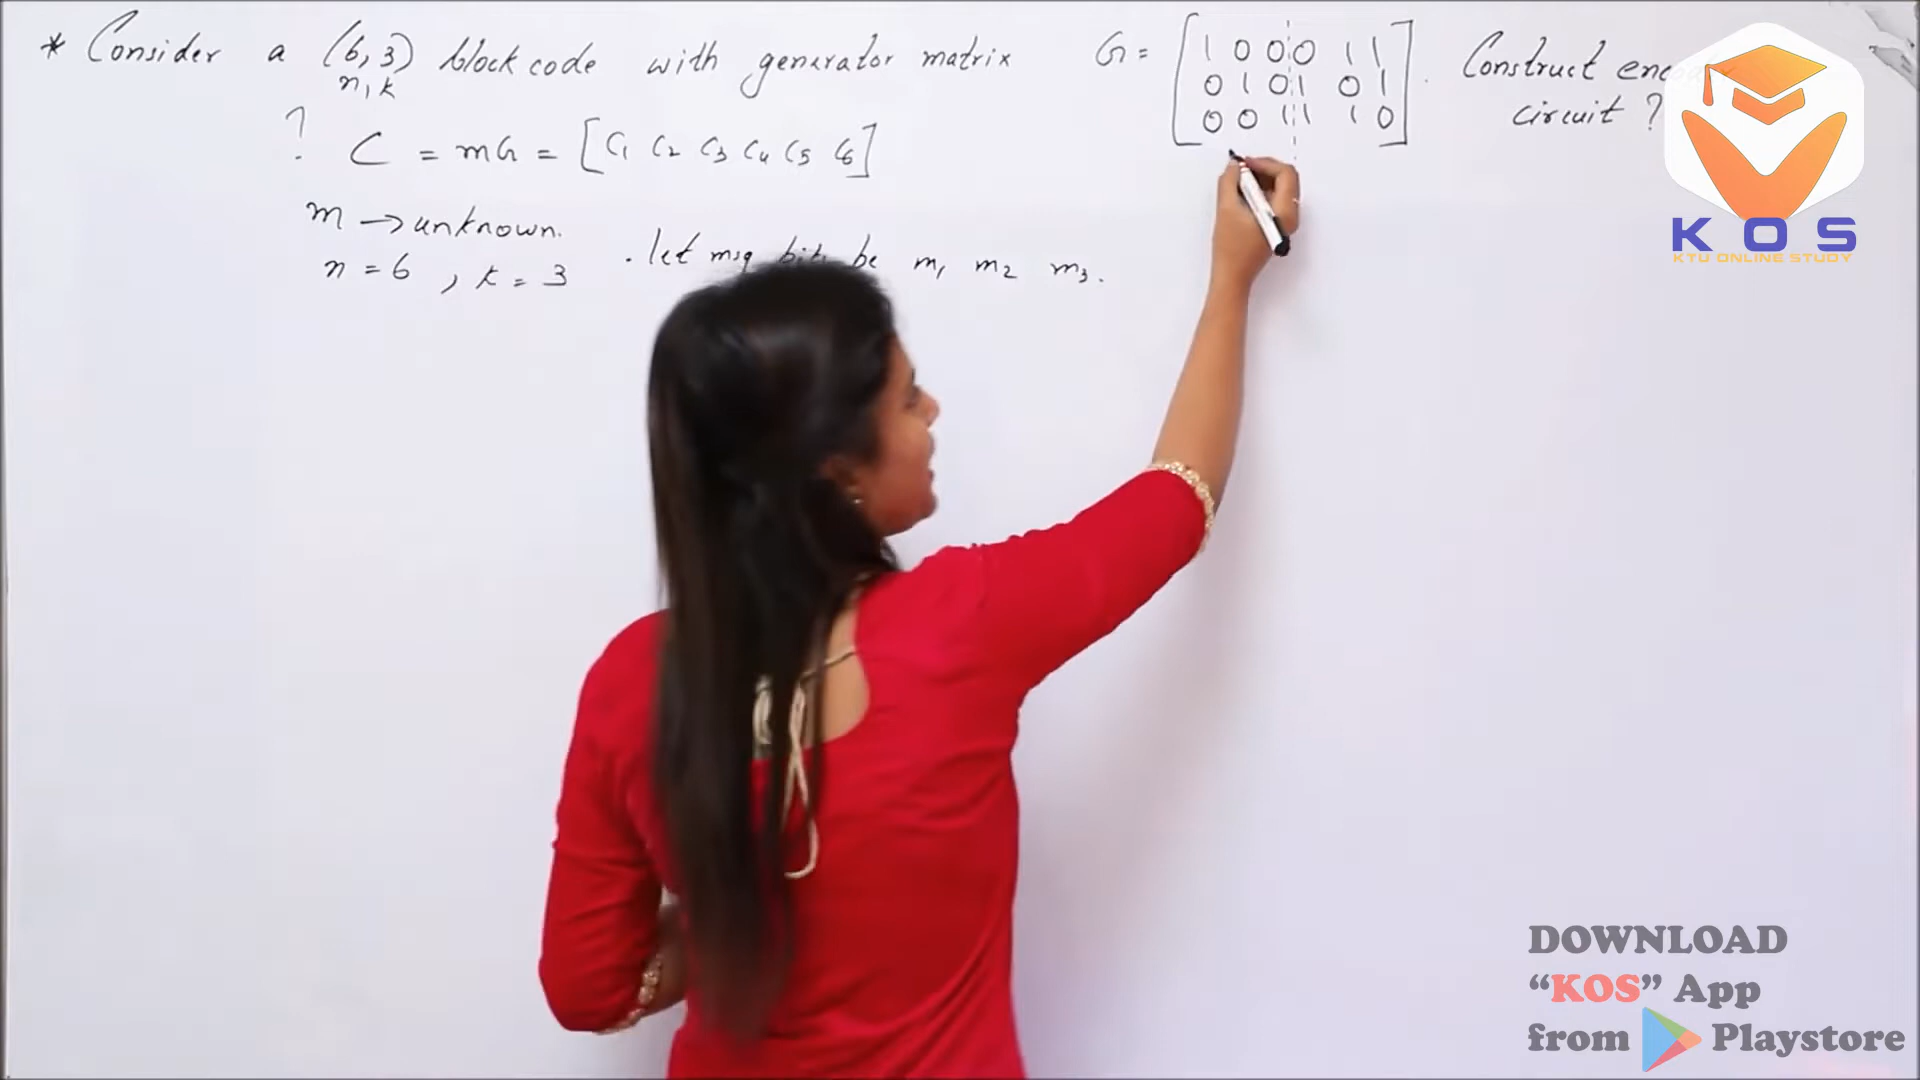 * Consider a (6, 3) block code with generator matrix G = [ 1 0 0 0 1 1 ] . Construct encoder
n, k
0 1 0 1 0 1
0 0 1 1 1 0
circuit ?
? C = mG = [ C1 C2 C3 C4 C5 C6 ]
m → unknown.
n = 6 , k = 3 . let msg bits be m1 m2 m3.
KOS
KTU ONLINE STUDY
DOWNLOAD
"KOS" App
from Playstore